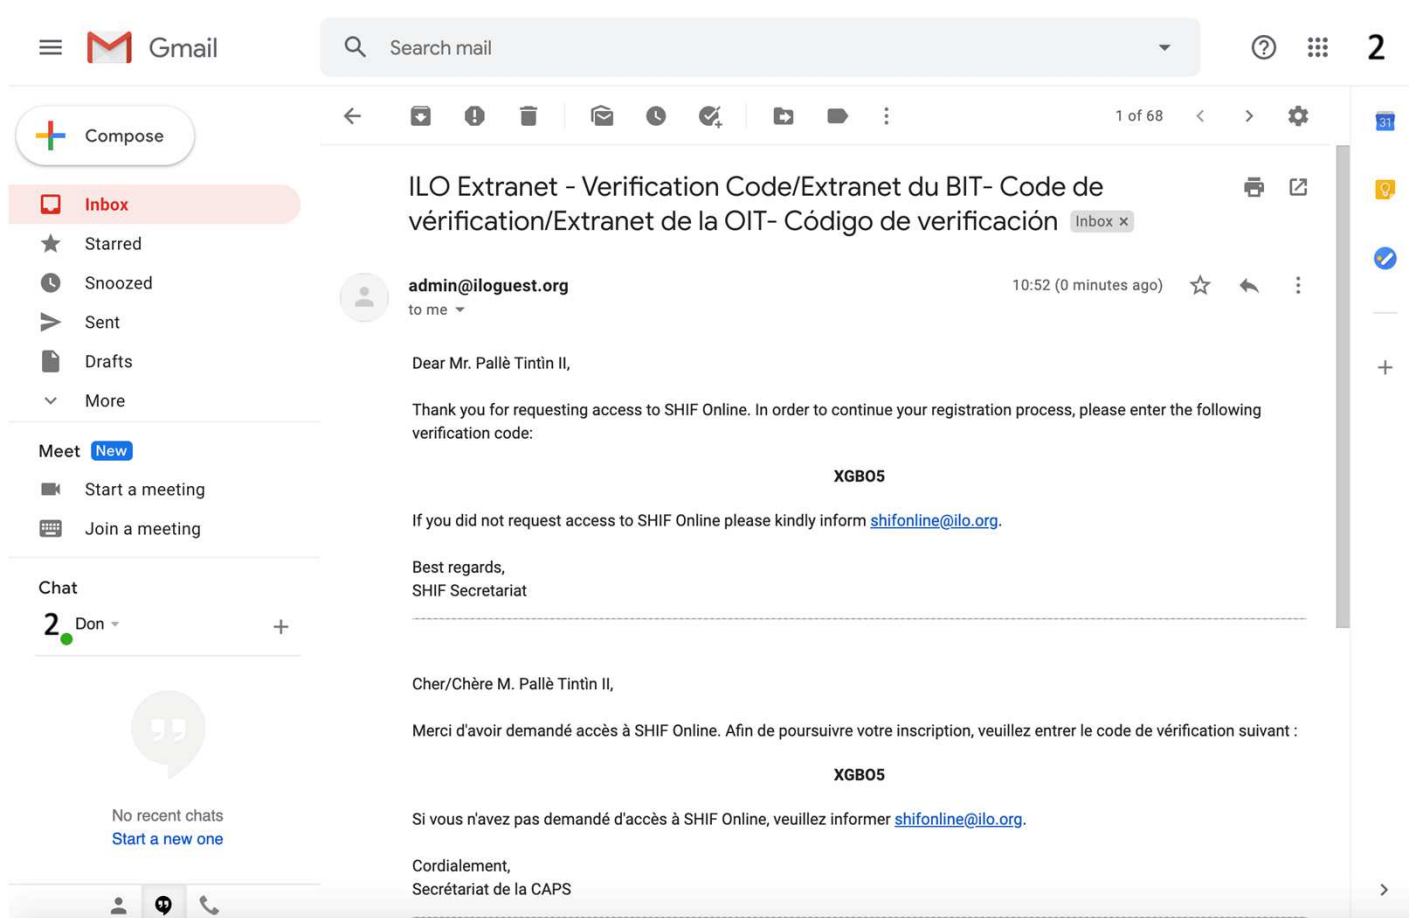 Gmail
Search mail
2
Compose
1 of 68
31
Inbox
Starred
Snoozed
Sent
Drafts
More
Meet New
Start a meeting
Join a meeting
Chat
2 Don
No recent chats
Start a new one
ILO Extranet - Verification Code/Extranet du BIT- Code de
vérification/Extranet de la OIT- Código de verificación Inbox x
admin@iloguest.org
10:52 (0 minutes ago)
to me
Dear Mr. Pallè Tintìn II,
Thank you for requesting access to SHIF Online. In order to continue your registration process, please enter the following
verification code:
XGBO5
If you did not request access to SHIF Online please kindly inform shifonline@ilo.org.
Best regards,
SHIF Secretariat
Cher/Chère M. Pallè Tintìn II,
Merci d'avoir demandé accès à SHIF Online. Afin de poursuivre votre inscription, veuillez entrer le code de vérification suivant :
XGBO5
Si vous n'avez pas demandé d'accès à SHIF Online, veuillez informer shifonline@ilo.org.
Cordialement,
Secrétariat de la CAPS